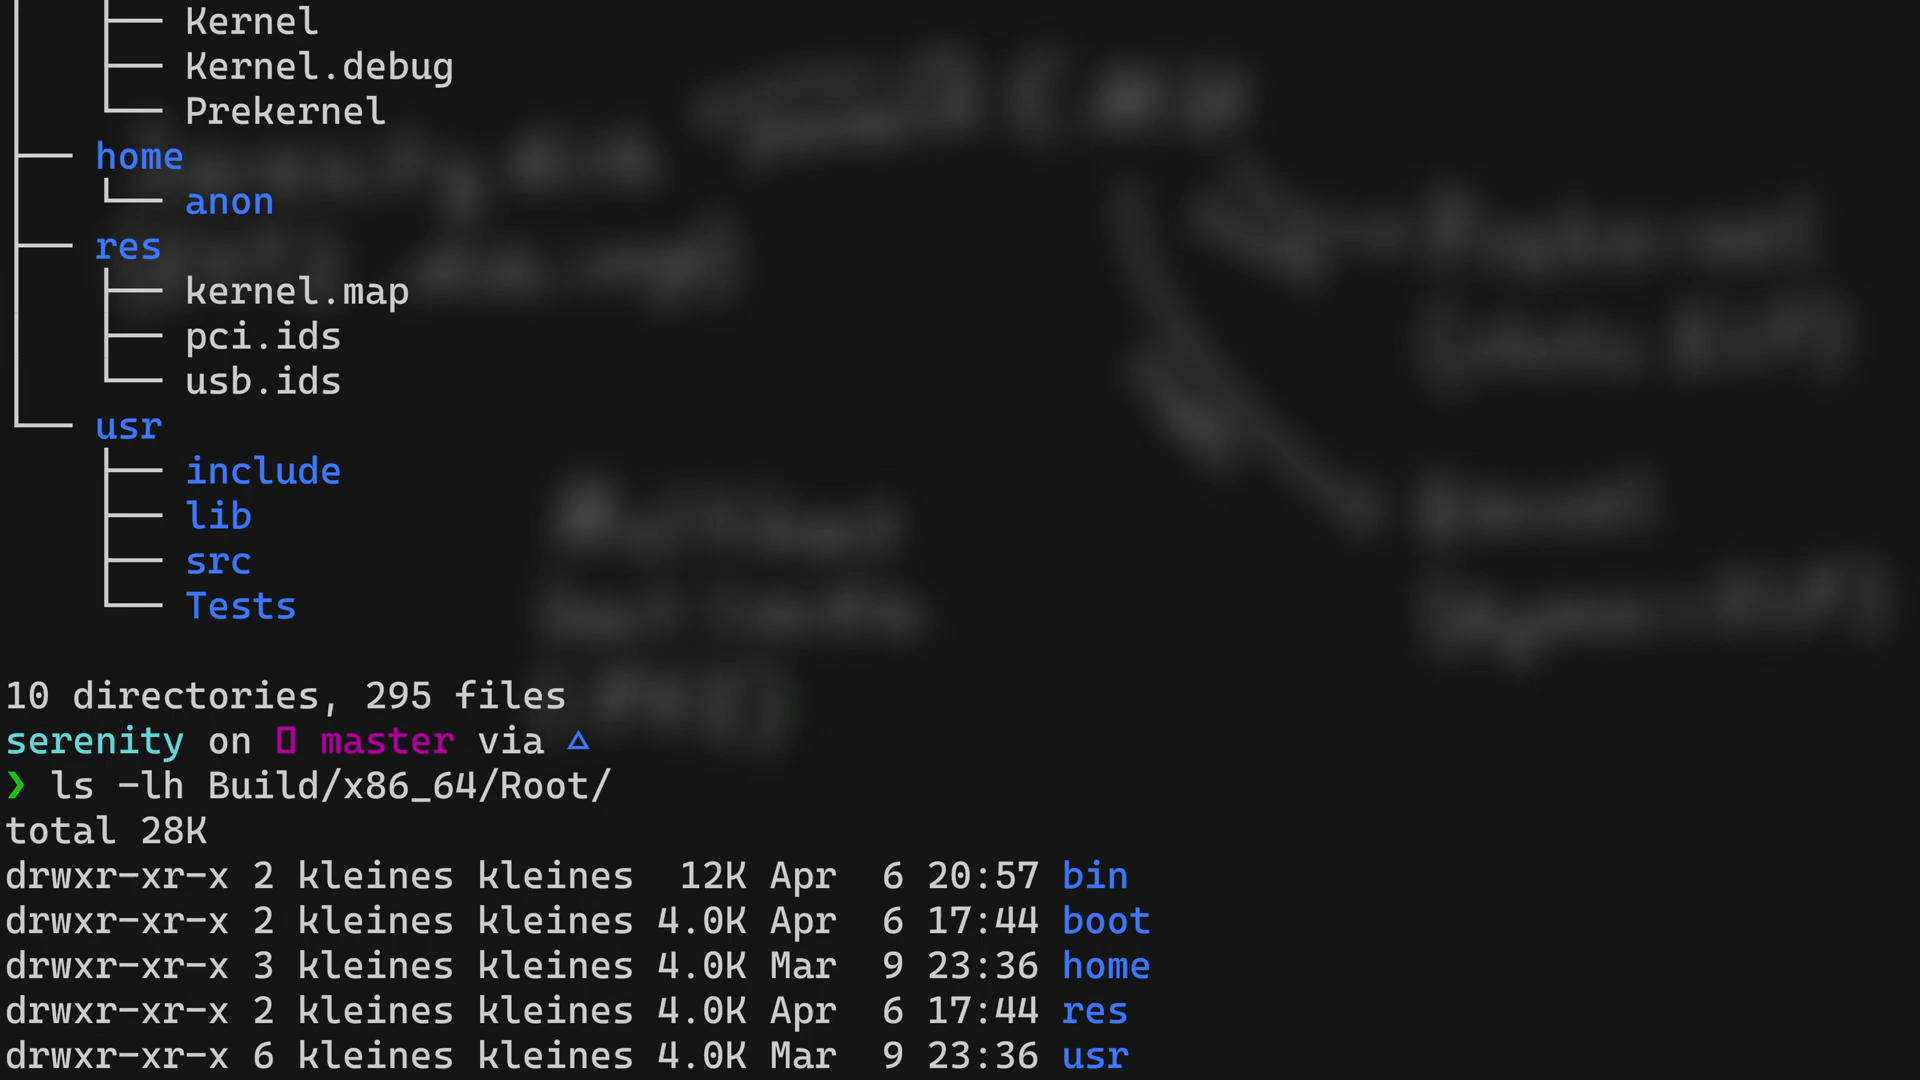 ├── Kernel
├── Kernel.debug
└── Prekernel
├── home
└── anon
├── res
├── kernel.map
├── pci.ids
└── usb.ids
└── usr
├── include
├── lib
├── src
└── Tests
10 directories, 295 files
serenity on master via △
❯ ls -lh Build/x86_64/Root/
total 28K
drwxr-xr-x 2 kleines kleines 12K Apr 6 20:57 bin
drwxr-xr-x 2 kleines kleines 4.0K Apr 6 17:44 boot
drwxr-xr-x 3 kleines kleines 4.0K Mar 9 23:36 home
drwxr-xr-x 2 kleines kleines 4.0K Apr 6 17:44 res
drwxr-xr-x 6 kleines kleines 4.0K Mar 9 23:36 usr